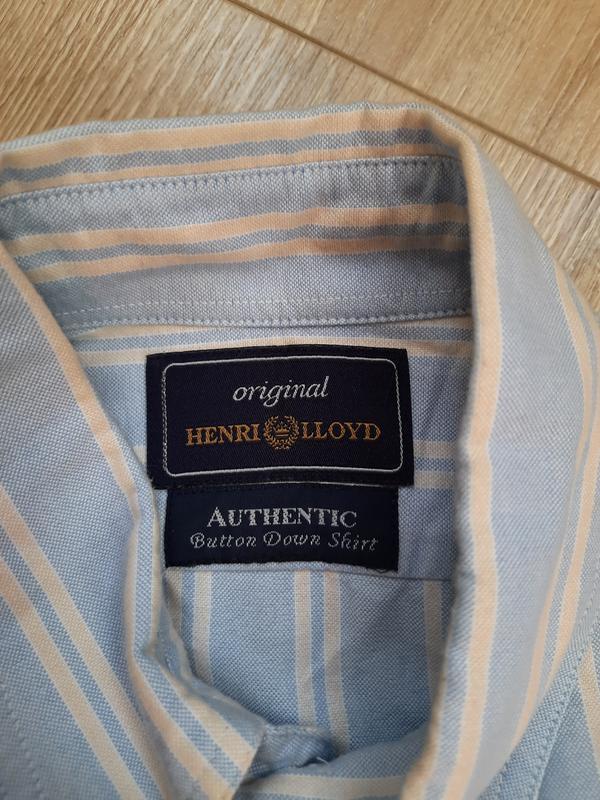 original
HENRI LLOYD
AUTHENTIC
Button Down Shirt